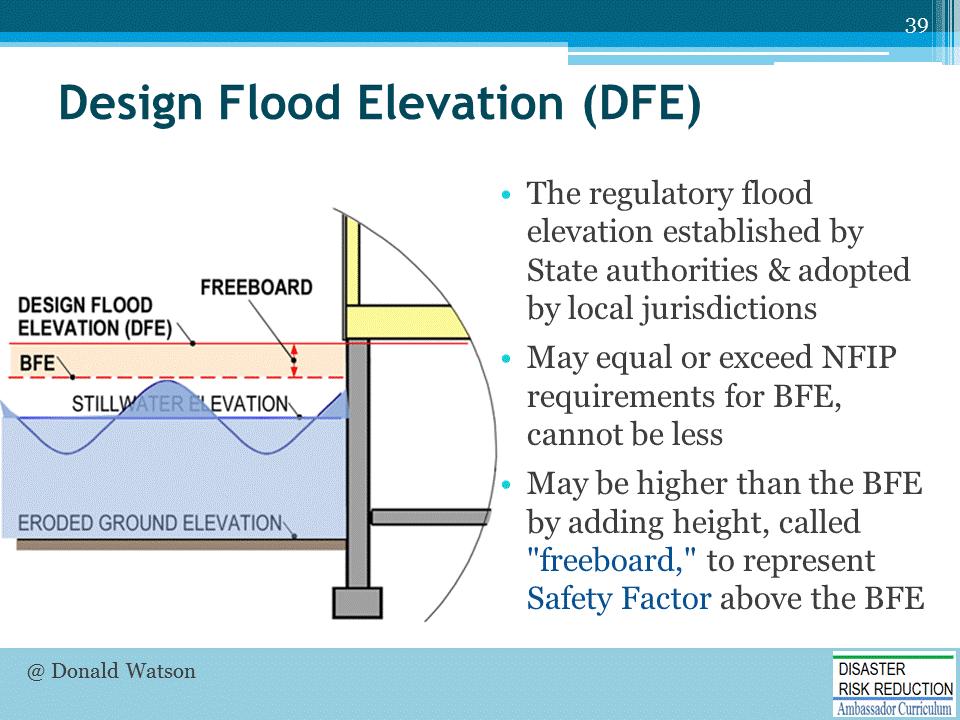 39
Design Flood Elevation (DFE)
FREEBOARD
DESIGN FLOOD
ELEVATION (DFE)
BFE
STILLWATER ELEVATION
ERODED GROUND ELEVATION
• The regulatory flood
elevation established by
State authorities & adopted
by local jurisdictions
• May equal or exceed NFIP
requirements for BFE,
cannot be less
• May be higher than the BFE
by adding height, called
"freeboard," to represent
Safety Factor above the BFE
@ Donald Watson
DISASTER
RISK REDUCTION
Ambassador Curriculum